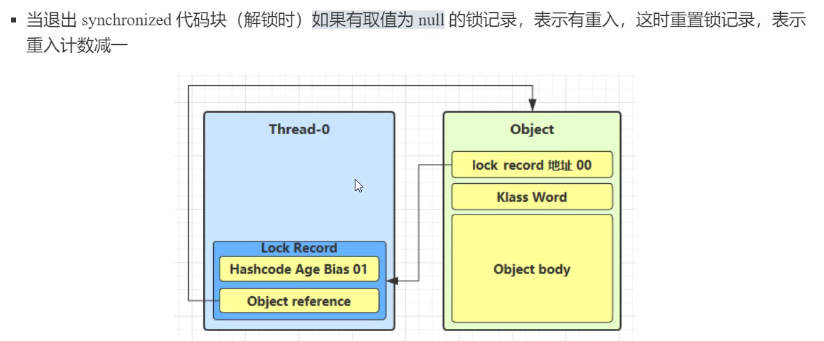 当退出 synchronized 代码块（解锁时）如果有取值为 null 的锁记录，表示有重入，这时重置锁记录，表示
重入计数减一
Thread-0
Object
lock record 地址 00
Klass Word
Lock Record
Hashcode Age Bias 01
Object body
Object reference